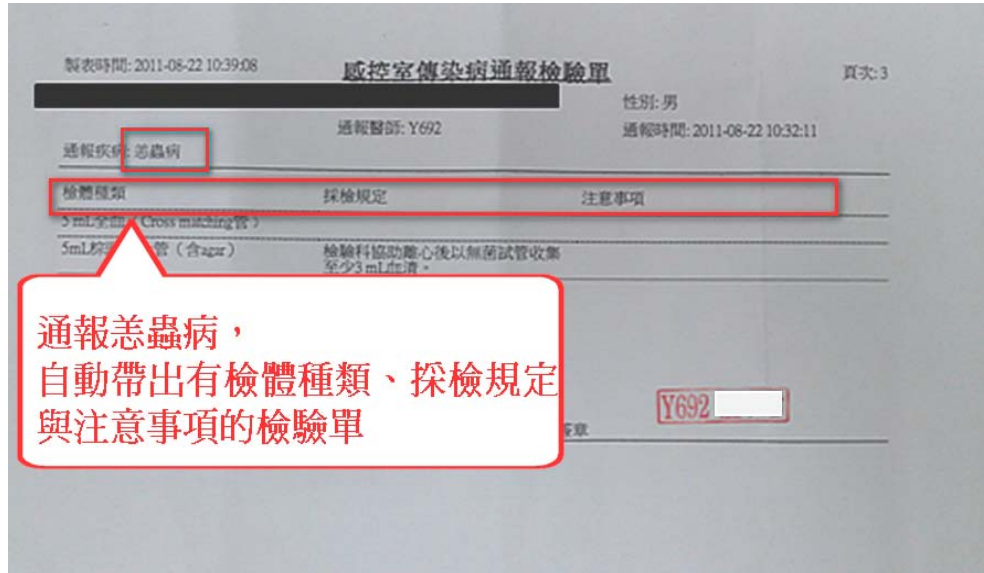 製表時間: 2011-08-22 10:39:08
感控室傳染病通報檢驗單
頁次: 3
性別: 男
通報醫師: Y692
通報時間: 2011-08-22 10:32:11
通報疾病: 恙蟲病
檢體種類 採檢規定 注意事項
5 mL全血（Cross matching管）
5mL 管（含agar） 檢驗科協助離心後以無菌試管收集
至少3 mL血清。
通報恙蟲病，
自動帶出有檢體種類、採檢規定
與注意事項的檢驗單
Y692
章